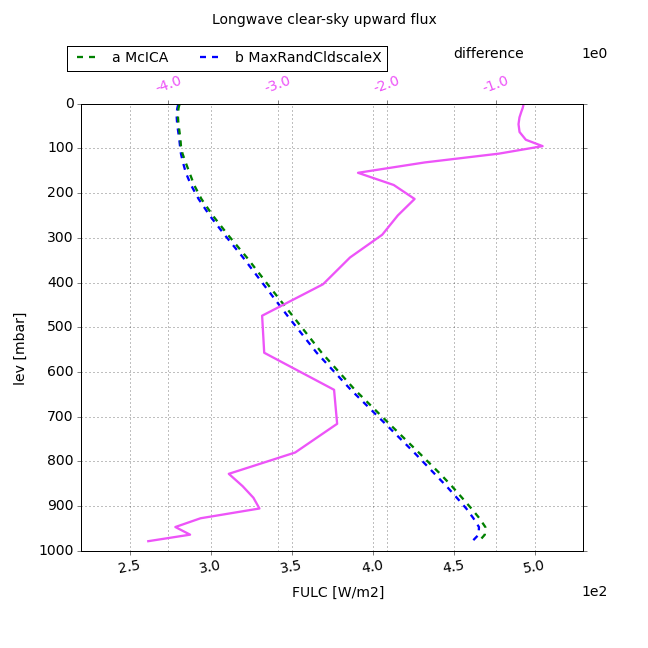 Longwave clear-sky upward flux
a McICA b MaxRandCldscaleX difference 1e0
-4.0 -3.0 -2.0 -1.0
0
100
200
300
400
500
600
700
800
900
1000
lev [mbar]
2.5 3.0 3.5 4.0 4.5 5.0
FULC [W/m2] 1e2